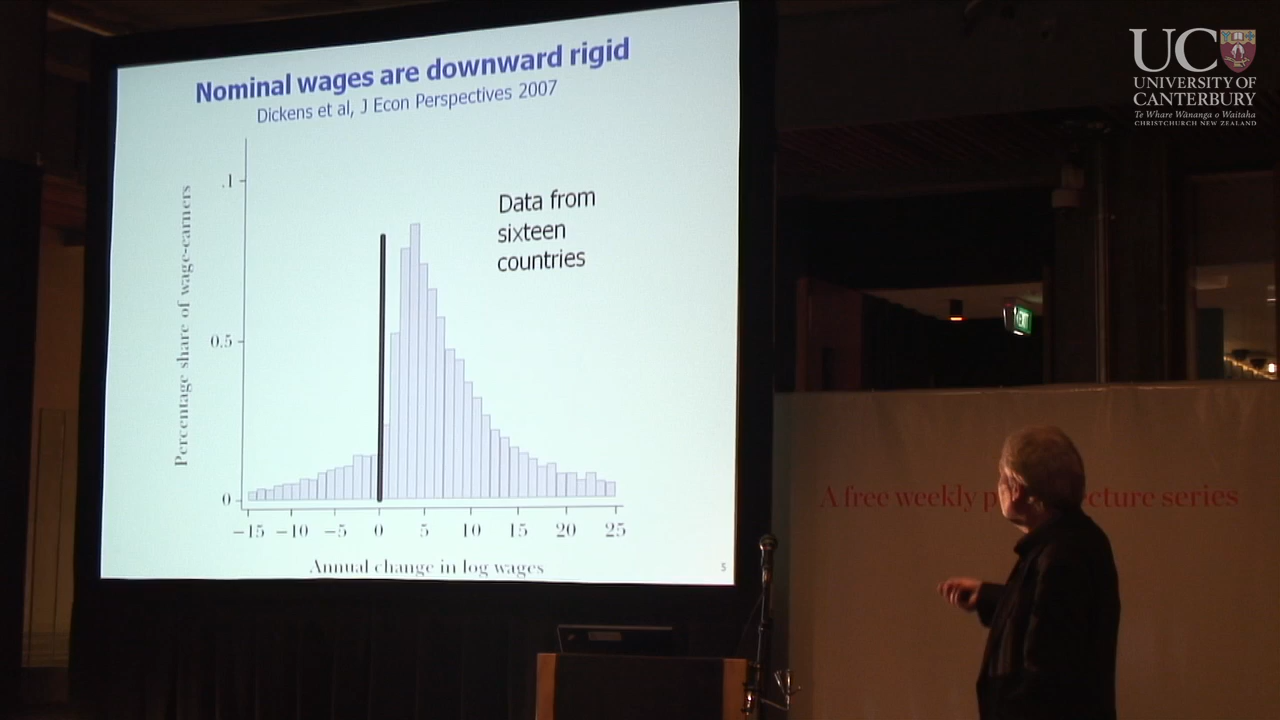 Nominal wages are downward rigid
Dickens et al, J Econ Perspectives 2007
Percentage share of wage-earners
.1
0.5
0
Data from
sixteen
countries
−15 −10 −5 0 5 10 15 20 25
Annual change in log wages
5
UC
UNIVERSITY OF
CANTERBURY
Te Whare Wānanga o Waitaha
CHRISTCHURCH NEW ZEALAND
EXIT
A free weekly p ecture series